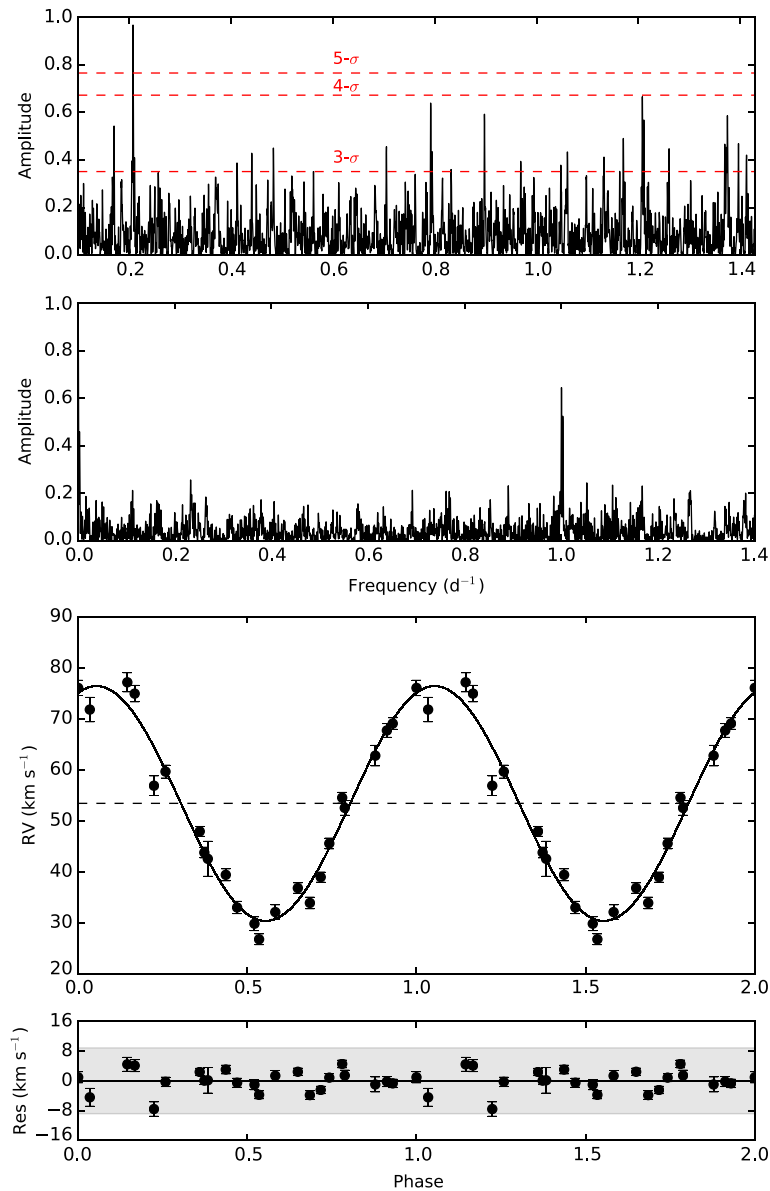 1.0
0.8
0.6
0.4
0.2
0.0
Amplitude
5-σ
4-σ
3-σ
0.2 0.4 0.6 0.8 1.0 1.2 1.4
1.0
0.8
0.6
0.4
0.2
0.0
Amplitude
0.0 0.2 0.4 0.6 0.8 1.0 1.2 1.4
Frequency (d⁻¹)
90
80
70
60
50
40
30
20
RV (km s⁻¹)
0.0 0.5 1.0 1.5 2.0
16
8
0
−8
−16
Res (km s⁻¹)
0.0 0.5 1.0 1.5 2.0
Phase